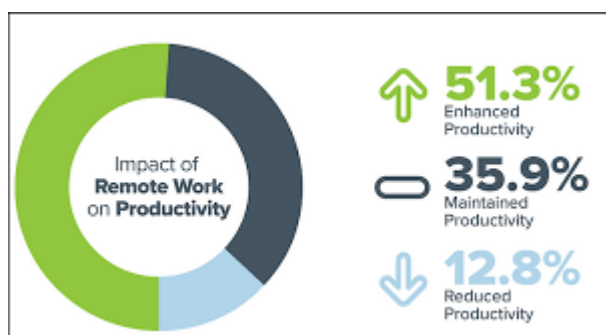 Impact of
Remote Work
on Productivity
51.3%
Enhanced
Productivity
35.9%
Maintained
Productivity
12.8%
Reduced
Productivity